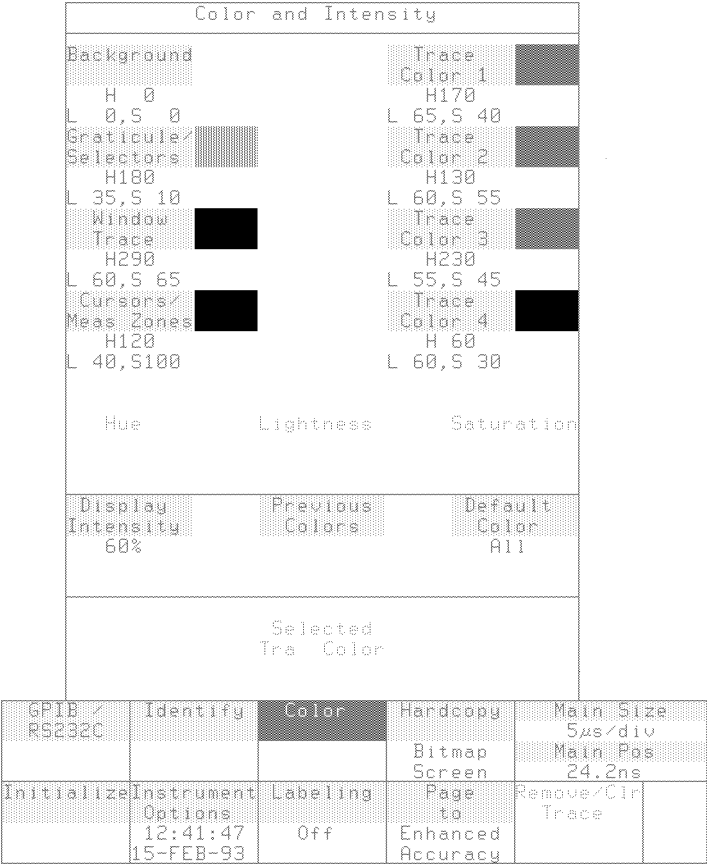 Color and Intensity
Background
H 0
L 0,S 0
Trace
Color 1
H170
L 65,S 40
Graticule/
Selectors
H180
L 35,S 10
Trace
Color 2
H130
L 60,S 55
Window
Trace
H290
L 60,S 65
Trace
Color 3
H230
L 55,S 45
Cursors/
Meas Zones
H120
L 40,S100
Trace
Color 4
H 60
L 60,S 30
Hue Lightness Saturation
Display
Intensity
60%
Previous
Colors
Default
Color
All
Selected
Tra Color
GPIB /
RS232C
Identify
Color
Hardcopy
Bitmap
Screen
Main Size
5µs/div
Main Pos
24.2ns
Initialize
Instrument
Options
12:41:47
15-FEB-93
Labeling
Off
Page
to
Enhanced
Accuracy
Remove/Clr
Trace